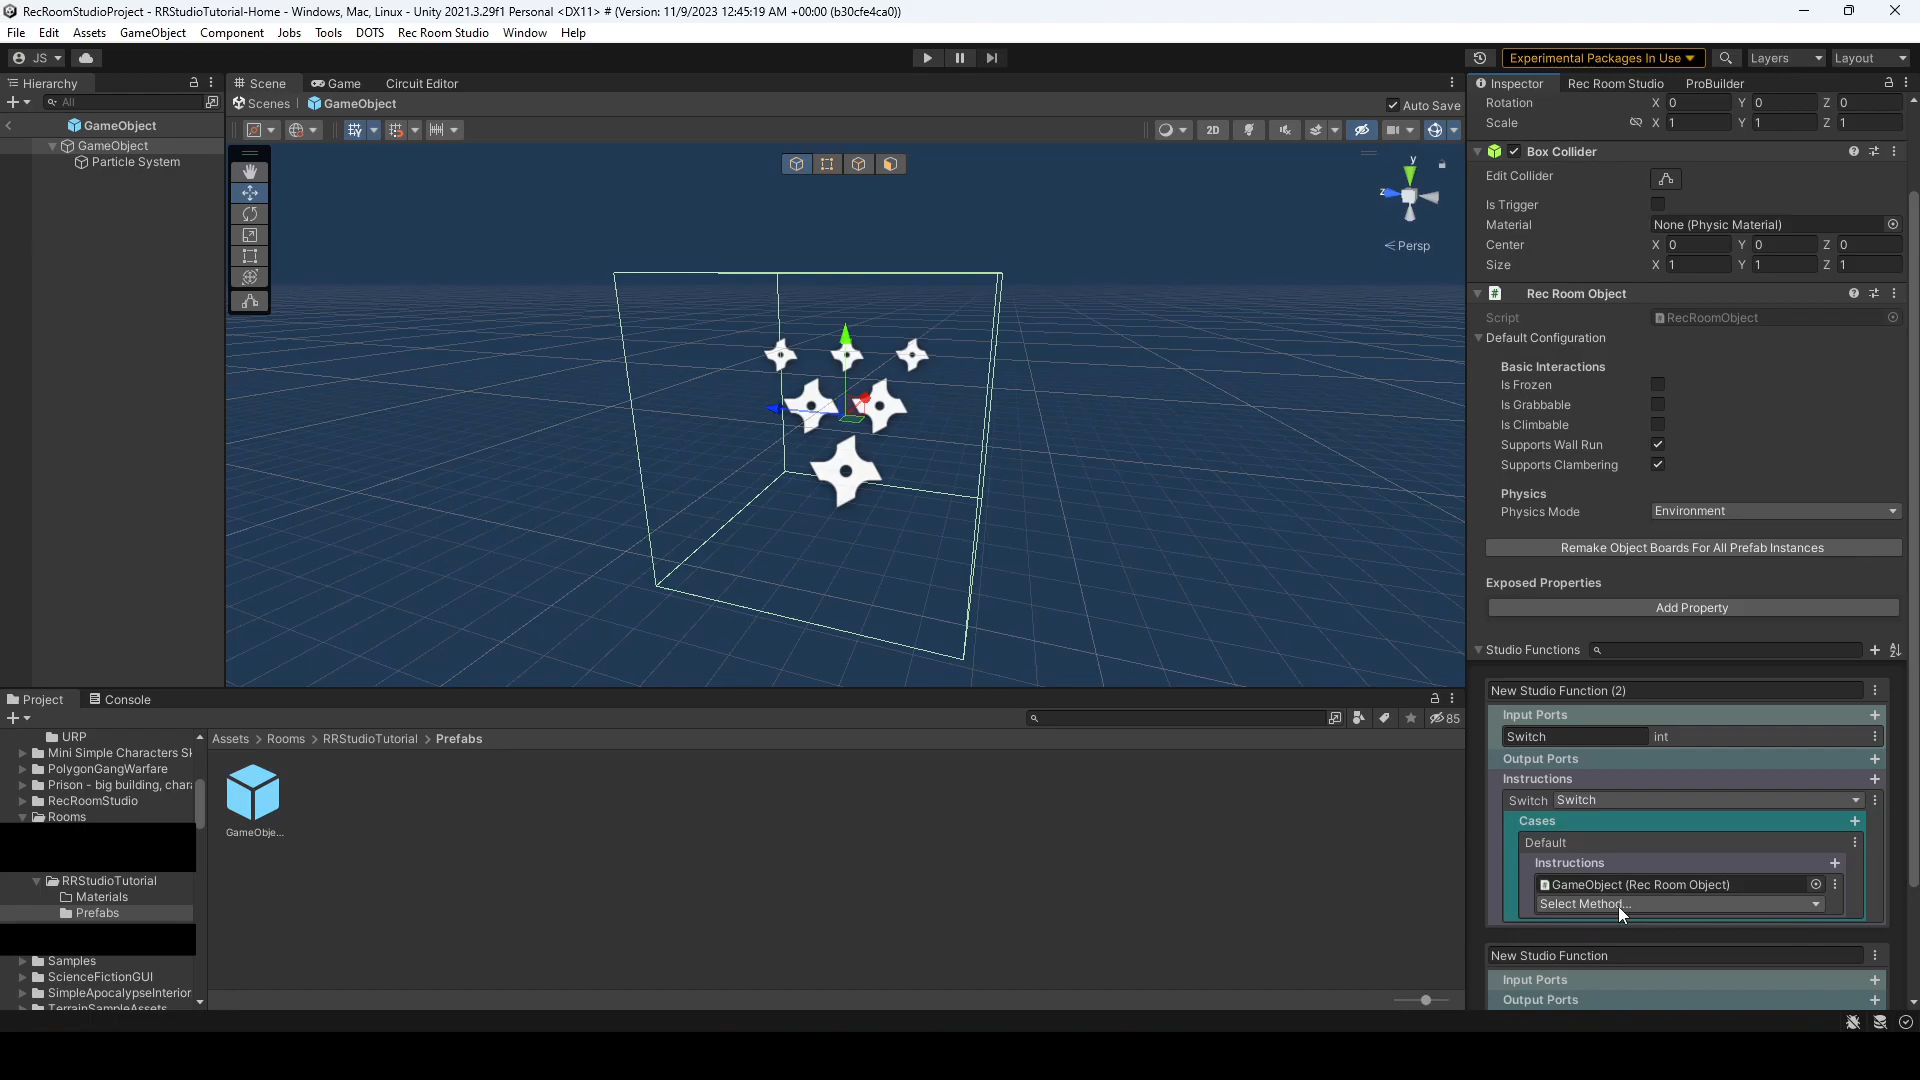 RecRoomStudioProject - RRStudioTutorial-Home - Windows, Mac, Linux - Unity 2021.3.29f1 Personal <DX11> # (Version: 11/9/2023 12:45:19 AM +00:00 (b30cfe4ca0))
File Edit Assets GameObject Component Jobs Tools DOTS Rec Room Studio Window Help
JS Experimental Packages In Use Layers Layout
Hierarchy Scene Game Circuit Editor Inspector Rec Room Studio ProBuilder
All Scenes GameObject Auto Save
Rotation X 0 Y 0 Z 0
GameObject
Scale X 1 Y 1 Z 1
2D
GameObject
Particle System
Box Collider
Edit Collider
Is Trigger
Material None (Physic Material)
Center X 0 Y 0 Z 0
Size X 1 Y 1 Z 1
y
z
Persp
Rec Room Object
Script RecRoomObject
Default Configuration
Basic Interactions
Is Frozen
Is Grabbable
Is Climbable
Supports Wall Run
Supports Clambering
Physics
Physics Mode Environment
Remake Object Boards For All Prefab Instances
Exposed Properties
Add Property
Studio Functions
New Studio Function (2)
Input Ports
Switch int
Output Ports
Instructions
Switch Switch
Cases
Default
Instructions
GameObject (Rec Room Object)
Select Method...
New Studio Function
Input Ports
Output Ports
Project Console
85
URP
Mini Simple Characters Sk
PolygonGangWarfare
Prison - big building, chara
RecRoomStudio
Rooms
RRStudioTutorial
Materials
Prefabs
Samples
ScienceFictionGUI
SimpleApocalypseInterior
TerrainSampleAssets
Assets > Rooms > RRStudioTutorial > Prefabs
GameObje...